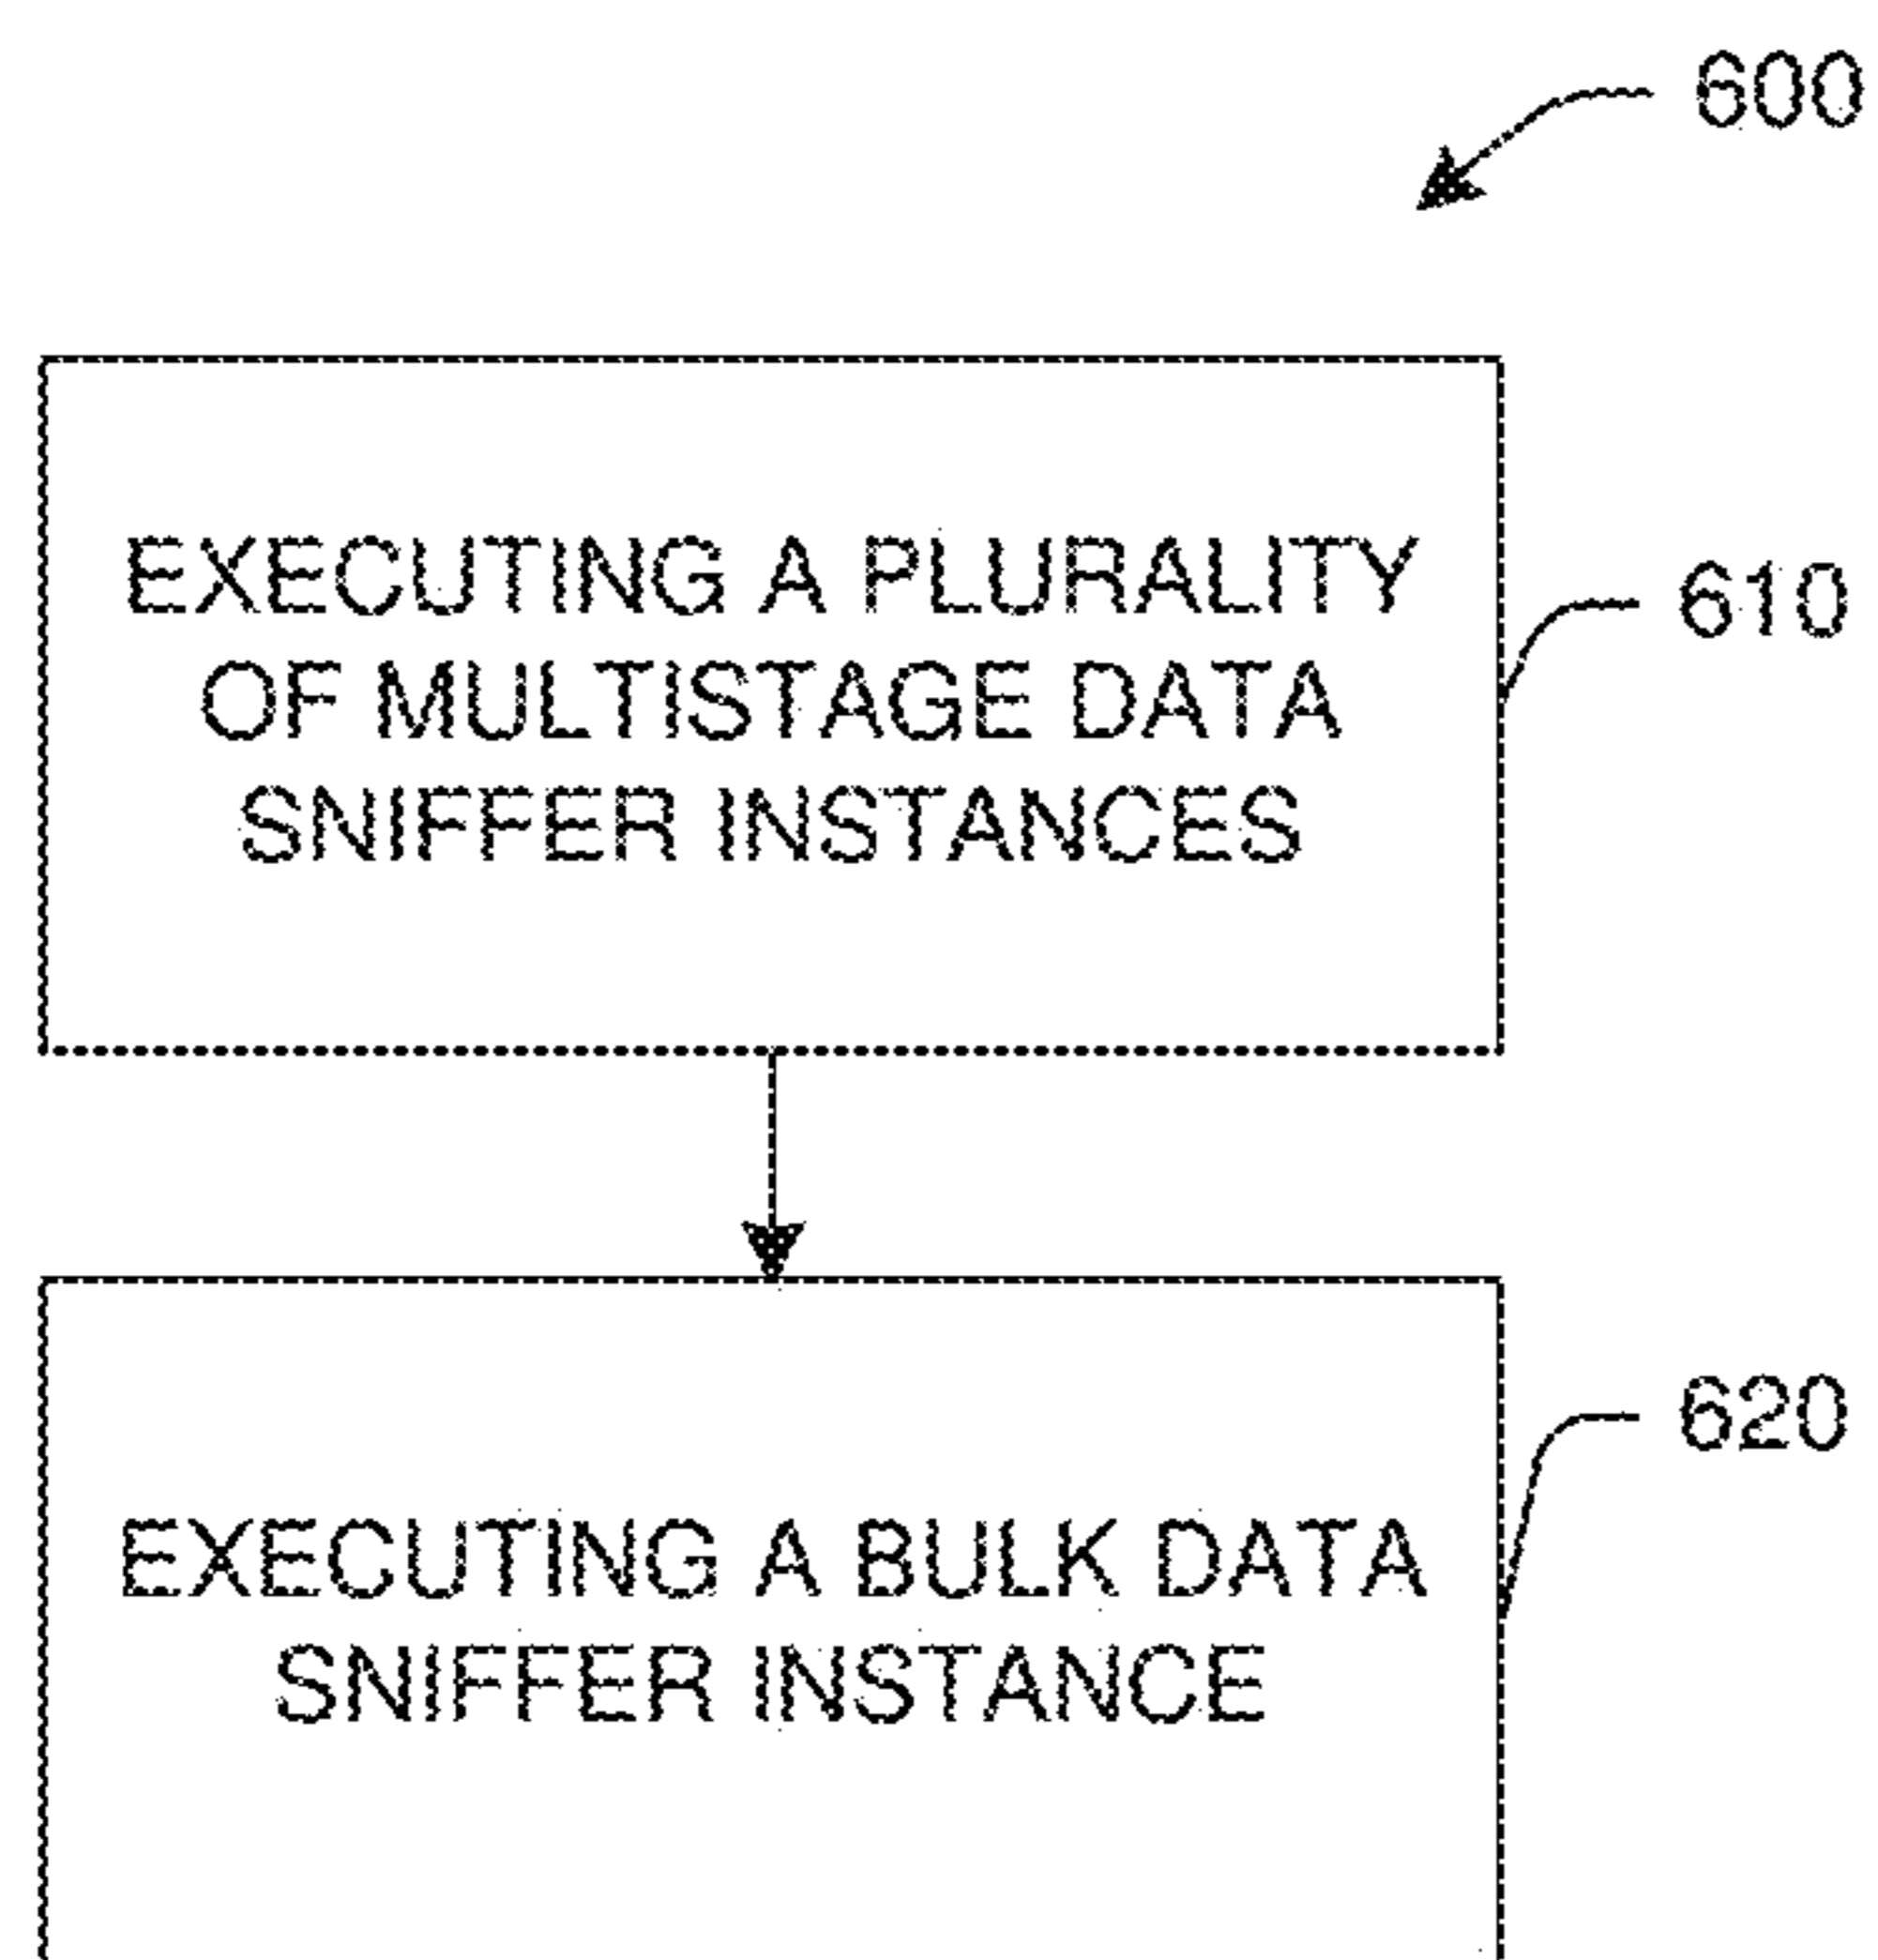 600
EXECUTING A PLURALITY
OF MULTISTAGE DATA
SNIFFER INSTANCES
610
EXECUTING A BULK DATA
SNIFFER INSTANCE
620